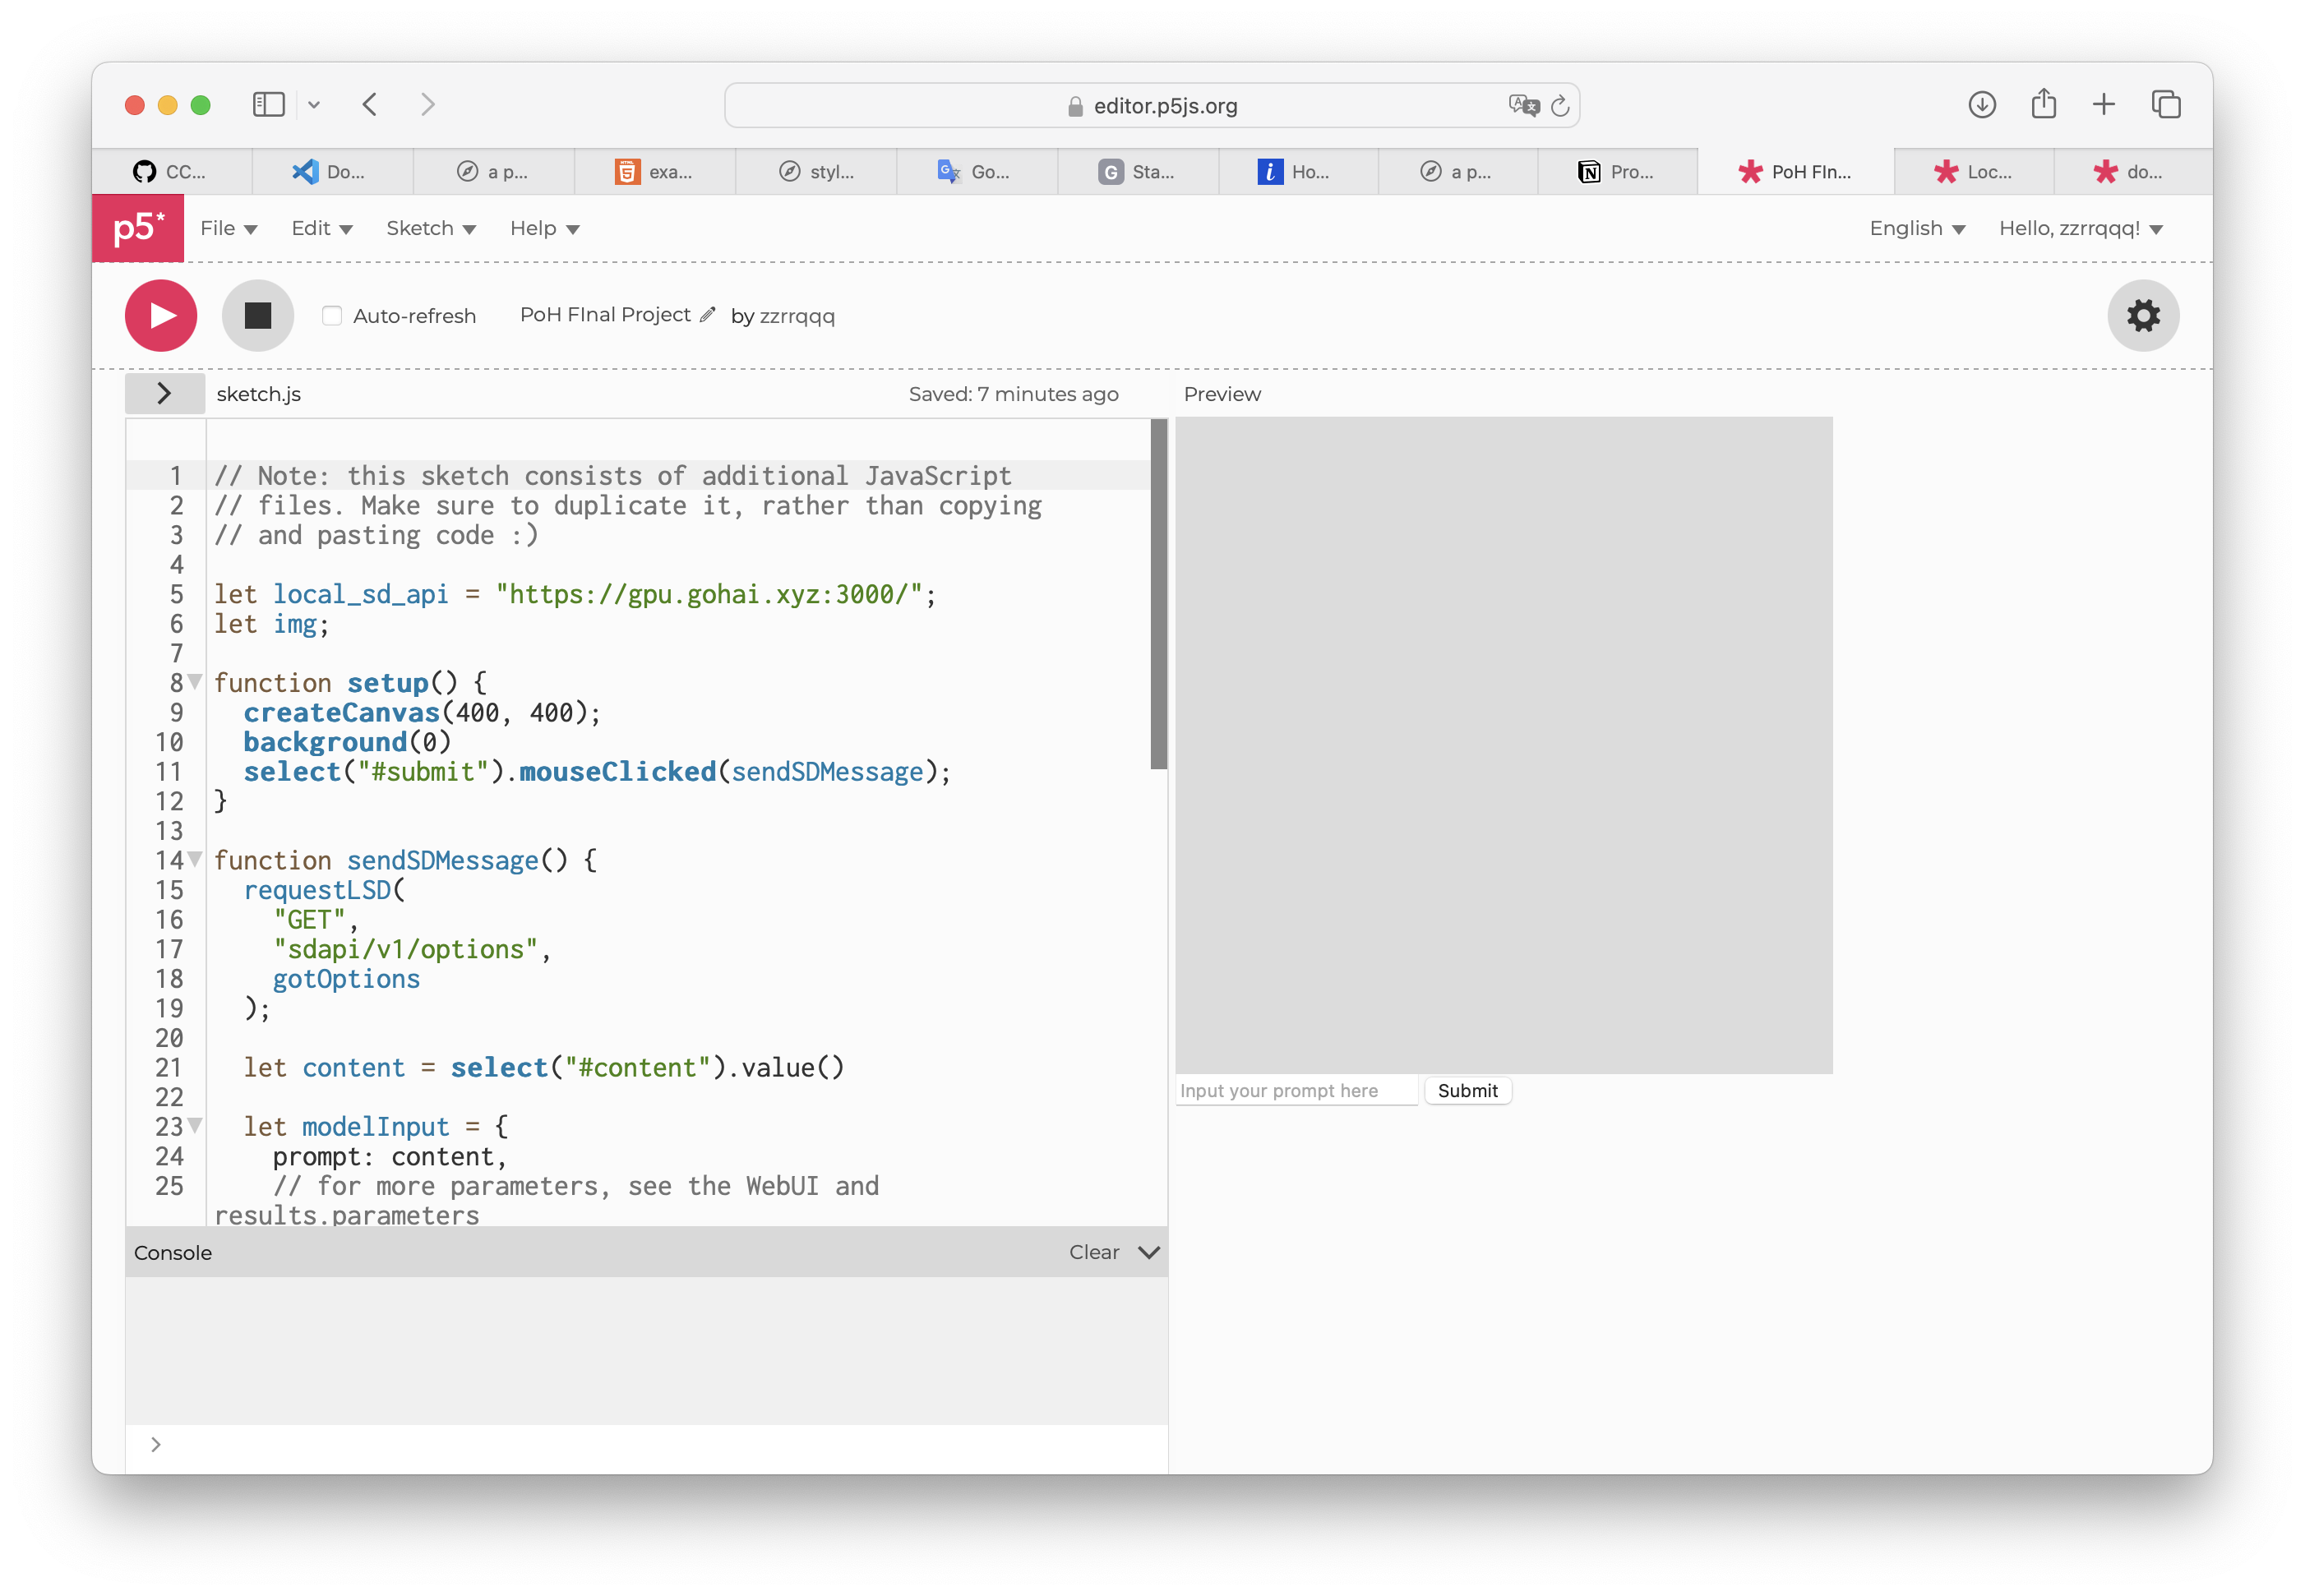 editor.p5js.org
CC... Do... a p... exa... styl... Go... Sta... Ho... a p... Pro... PoH FIn... Loc... do...
p5* File Edit Sketch Help English Hello, zzrrqqq!
Auto-refresh PoH FInal Project by zzrrqqq
sketch.js Saved: 7 minutes ago Preview
1 // Note: this sketch consists of additional JavaScript
2 // files. Make sure to duplicate it, rather than copying
3 // and pasting code :)
4
5 let local_sd_api = "https://gpu.gohai.xyz:3000/";
6 let img;
7
8 function setup() {
9 createCanvas(400, 400);
10 background(0)
11 select("#submit").mouseClicked(sendSDMessage);
12 }
13
14 function sendSDMessage() {
15 requestLSD(
16 "GET",
17 "sdapi/v1/options",
18 gotOptions
19 );
20
21 let content = select("#content").value()
22
23 let modelInput = {
24 prompt: content,
25 // for more parameters, see the WebUI and
results.parameters
Input your prompt here Submit
Console Clear
>